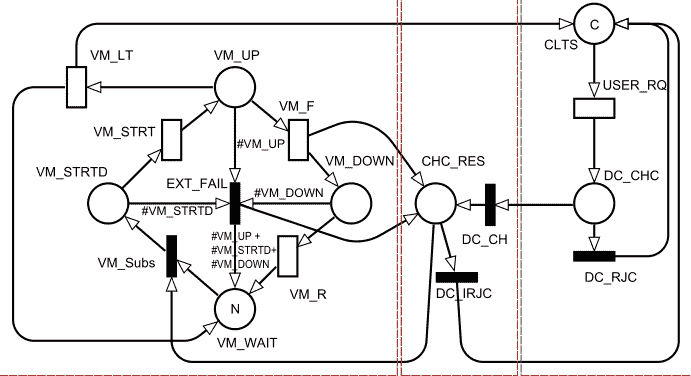 C
CLTS
VM_LT
VM_UP
USER_RQ
VM_F
VM_STRT
#VM_UP
VM_DOWN
CHC_RES
DC_CHC
VM_STRTD
EXT_FAIL
#VM_DOWN
#VM_STRTD
#VM_UP +
#VM_STRTD+
#VM_DOWN
DC_CH
VM_Subs
DC_RJC
VM_R
DC_IRJC
N
VM_WAIT